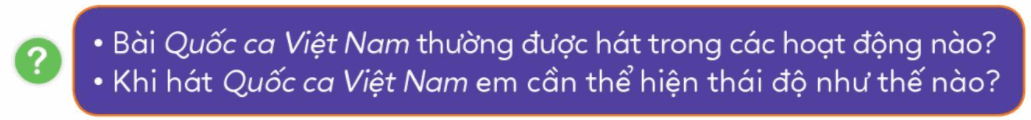 ?
• Bài Quốc ca Việt Nam thường được hát trong các hoạt động nào?
• Khi hát Quốc ca Việt Nam em cần thể hiện thái độ như thế nào?